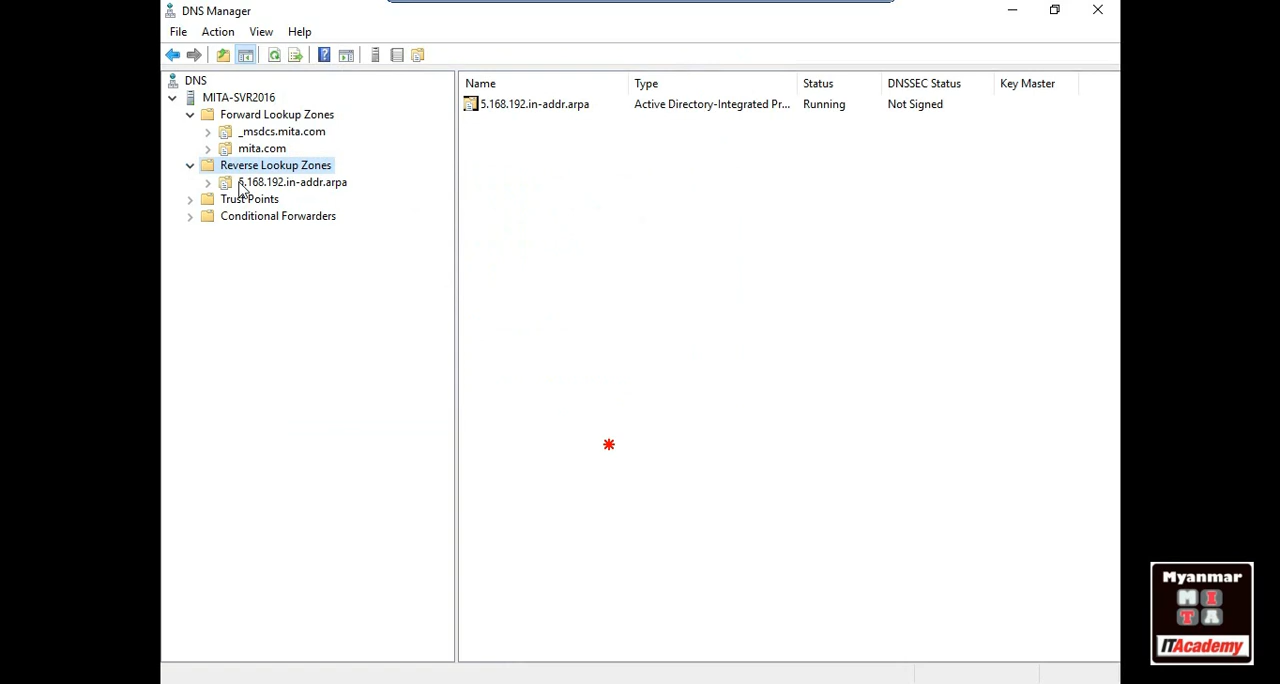 DNS Manager
File Action View Help
DNS
MITA-SVR2016
Forward Lookup Zones
_msdcs.mita.com
mita.com
Reverse Lookup Zones
5.168.192.in-addr.arpa
Trust Points
Conditional Forwarders
Name Type Status DNSSEC Status Key Master
5.168.192.in-addr.arpa Active Directory-Integrated Pr... Running Not Signed
Myanmar
M I
T A
ITAcademy